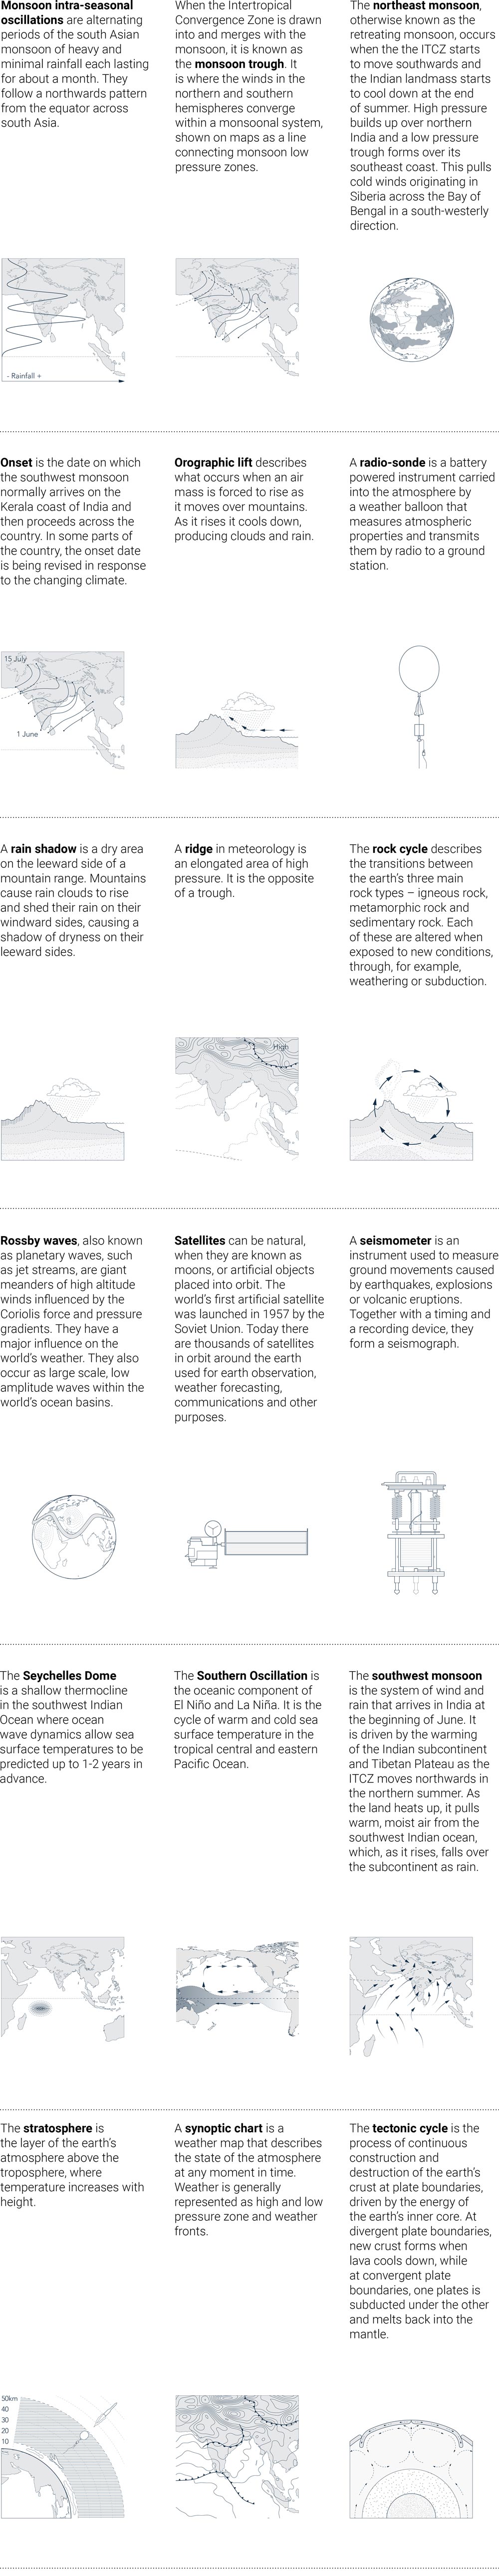 Monsoon intra-seasonal
oscillations are alternating
periods of the south Asian
monsoon of heavy and
minimal rainfall each lasting
for about a month. They
follow a northwards pattern
from the equator across
south Asia.
When the Intertropical
Convergence Zone is drawn
into and merges with the
monsoon, it is known as
the monsoon trough. It
is where the winds in the
northern and southern
hemispheres converge
within a monsoonal system,
shown on maps as a line
connecting monsoon low
pressure zones.
The northeast monsoon,
otherwise known as the
retreating monsoon, occurs
when the the ITCZ starts
to move southwards and
the Indian landmass starts
to cool down at the end
of summer. High pressure
builds up over northern
India and a low pressure
trough forms over its
southeast coast. This pulls
cold winds originating in
Siberia across the Bay of
Bengal in a south-westerly
direction.
- Rainfall +
Onset is the date on which
the southwest monsoon
normally arrives on the
Kerala coast of India and
then proceeds across the
country. In some parts of
the country, the onset date
is being revised in response
to the changing climate.
Orographic lift describes
what occurs when an air
mass is forced to rise as
it moves over mountains.
As it rises it cools down,
producing clouds and rain.
A radio-sonde is a battery
powered instrument carried
into the atmosphere by
a weather balloon that
measures atmospheric
properties and transmits
them by radio to a ground
station.
15 July
1 June
A rain shadow is a dry area
on the leeward side of a
mountain range. Mountains
cause rain clouds to rise
and shed their rain on their
windward sides, causing a
shadow of dryness on their
leeward sides.
A ridge in meteorology is
an elongated area of high
pressure. It is the opposite
of a trough.
The rock cycle describes
the transitions between
the earth's three main
rock types – igneous rock,
metamorphic rock and
sedimentary rock. Each
of these are altered when
exposed to new conditions,
through, for example,
weathering or subduction.
High
Rossby waves, also known
as planetary waves, such
as jet streams, are giant
meanders of high altitude
winds influenced by the
Coriolis force and pressure
gradients. They have a
major influence on the
world's weather. They also
occur as large scale, low
amplitude waves within the
world's ocean basins.
Satellites can be natural,
when they are known as
moons, or artificial objects
placed into orbit. The
world's first artificial satellite
was launched in 1957 by the
Soviet Union. Today there
are thousands of satellites
in orbit around the earth
used for earth observation,
weather forecasting,
communications and other
purposes.
A seismometer is an
instrument used to measure
ground movements caused
by earthquakes, explosions
or volcanic eruptions.
Together with a timing and
a recording device, they
form a seismograph.
The Seychelles Dome
is a shallow thermocline
in the southwest Indian
Ocean where ocean
wave dynamics allow sea
surface temperatures to be
predicted up to 1-2 years in
advance.
The Southern Oscillation is
the oceanic component of
El Niño and La Niña. It is the
cycle of warm and cold sea
surface temperature in the
tropical central and eastern
Pacific Ocean.
The southwest monsoon
is the system of wind and
rain that arrives in India at
the beginning of June. It
is driven by the warming
of the Indian subcontinent
and Tibetan Plateau as the
ITCZ moves northwards in
the northern summer. As
the land heats up, it pulls
warm, moist air from the
southwest Indian ocean,
which, as it rises, falls over
the subcontinent as rain.
The stratosphere is
the layer of the earth's
atmosphere above the
troposphere, where
temperature increases with
height.
A synoptic chart is a
weather map that describes
the state of the atmosphere
at any moment in time.
Weather is generally
represented as high and low
pressure zone and weather
fronts.
The tectonic cycle is the
process of continuous
construction and
destruction of the earth's
crust at plate boundaries,
driven by the energy of
the earth's inner core. At
divergent plate boundaries,
new crust forms when
lava cools down, while
at convergent plate
boundaries, one plates is
subducted under the other
and melts back into the
mantle.
50km
40
30
20
10